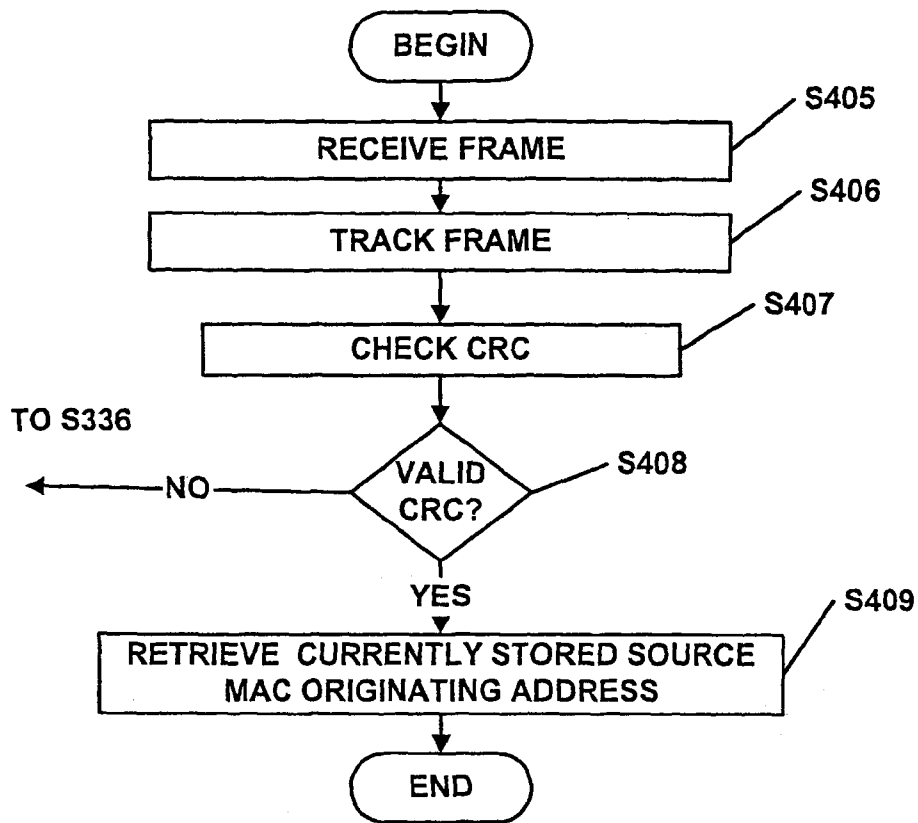 BEGIN
S405
RECEIVE FRAME
S406
TRACK FRAME
S407
CHECK CRC
TO S336
NO
VALID
CRC?
S408
YES
S409
RETRIEVE CURRENTLY STORED SOURCE
MAC ORIGINATING ADDRESS
END